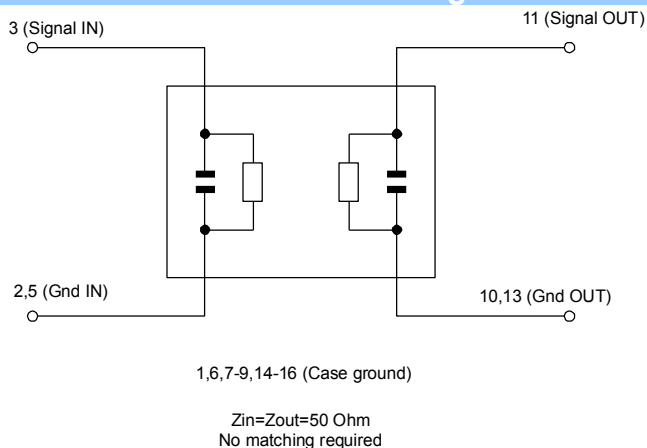 3 (Signal IN)
11 (Signal OUT)
2,5 (Gnd IN)
10,13 (Gnd OUT)
1,6,7-9,14-16 (Case ground)
Zin=Zout=50 Ohm
No matching required